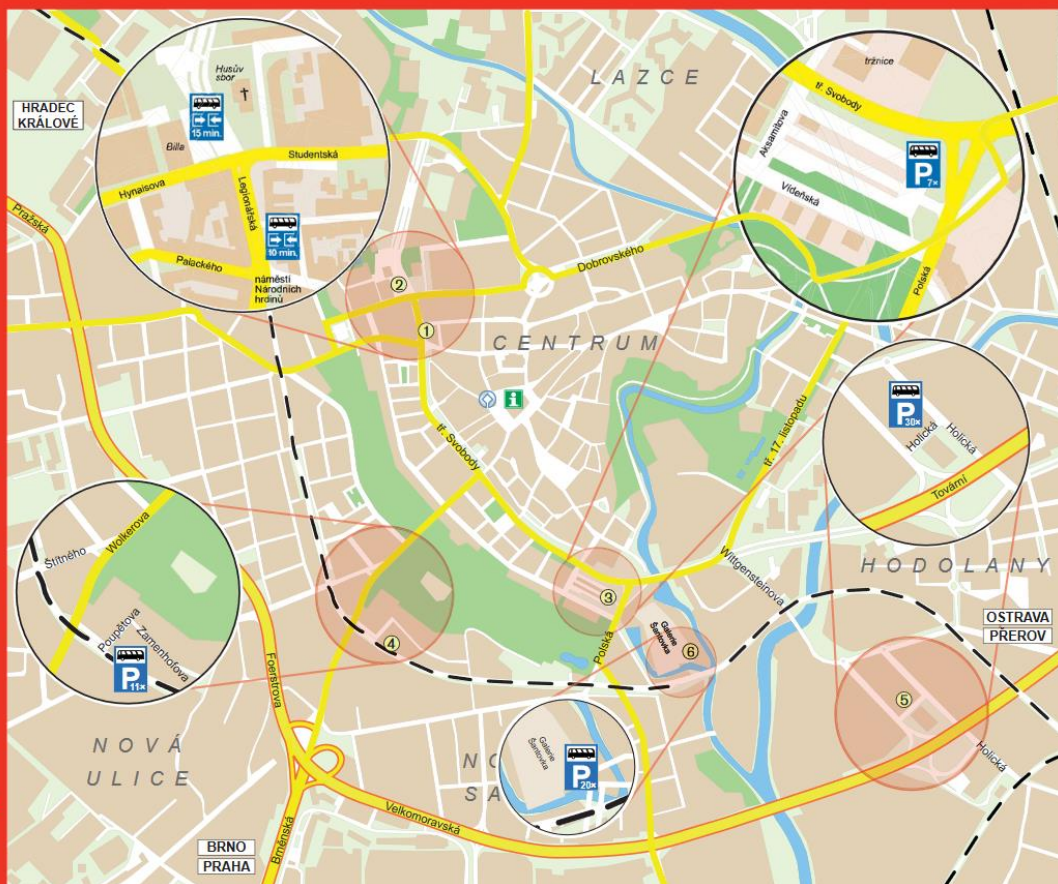 HRADEC
KRÁLOVÉ
Husův
sbor
15 min.
Billa
Studentská
Hynaisova
Legionářská
10 min.
Palackého
náměstí
Národních
hrdinů
Pražská
LAZCE
tržnice
tř. Svobody
Aksamitova
P
7×
Vídeňská
Polská
Dobrovského
②
①
CENTRUM
i
tř. Svobody
tř. 17. listopadu
P
30×
Holická
Holická
Tovární
HODOLANY
Wittgensteinova
OSTRAVA
PŘEROV
Wolkerova
Štítného
Poupětova
Zamenhofova
P
11×
③
④
Polská
Galerie
Šantovka
⑥
⑤
Holická
Foerstrova
NOVÁ
ULICE
Galerie
Šantovka
P
20×
Velkomoravská
Brněnská
BRNO
PRAHA